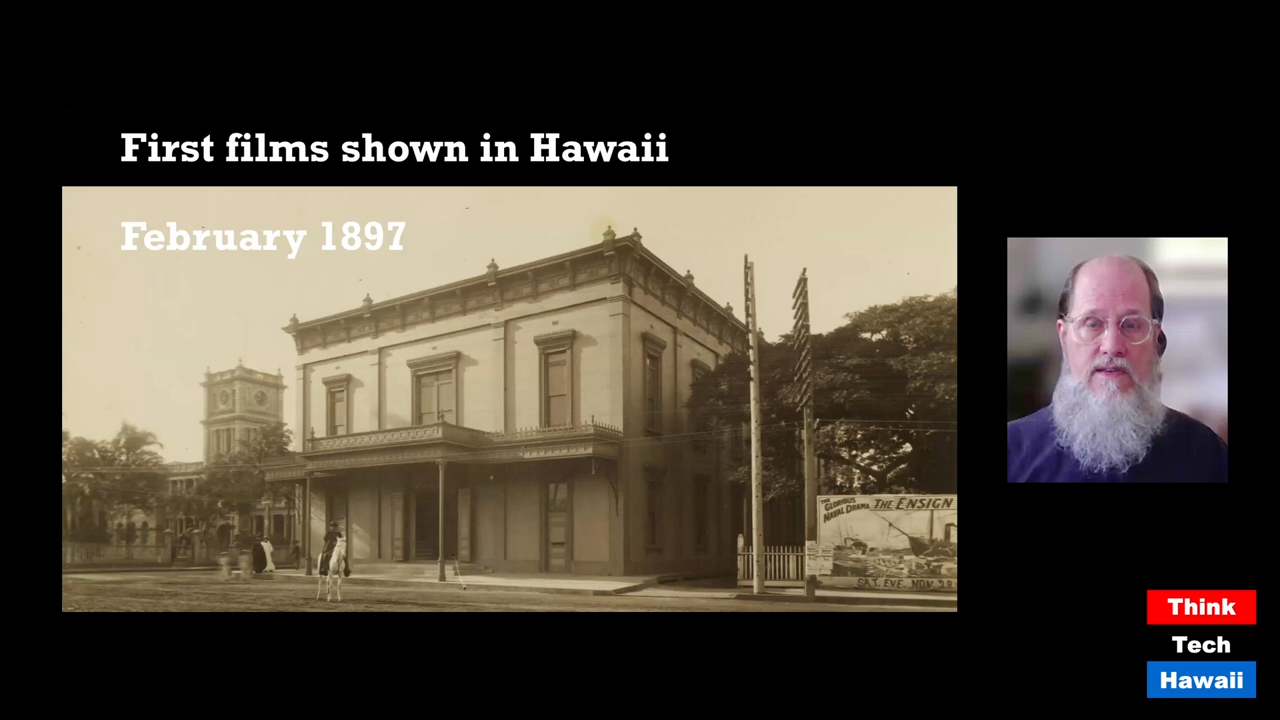 First films shown in Hawaii
February 1897
THE GLORIOUS
NAVAL DRAMA
THE ENSIGN
SAT. EVE. NOV. 28
Think
Tech
Hawaii